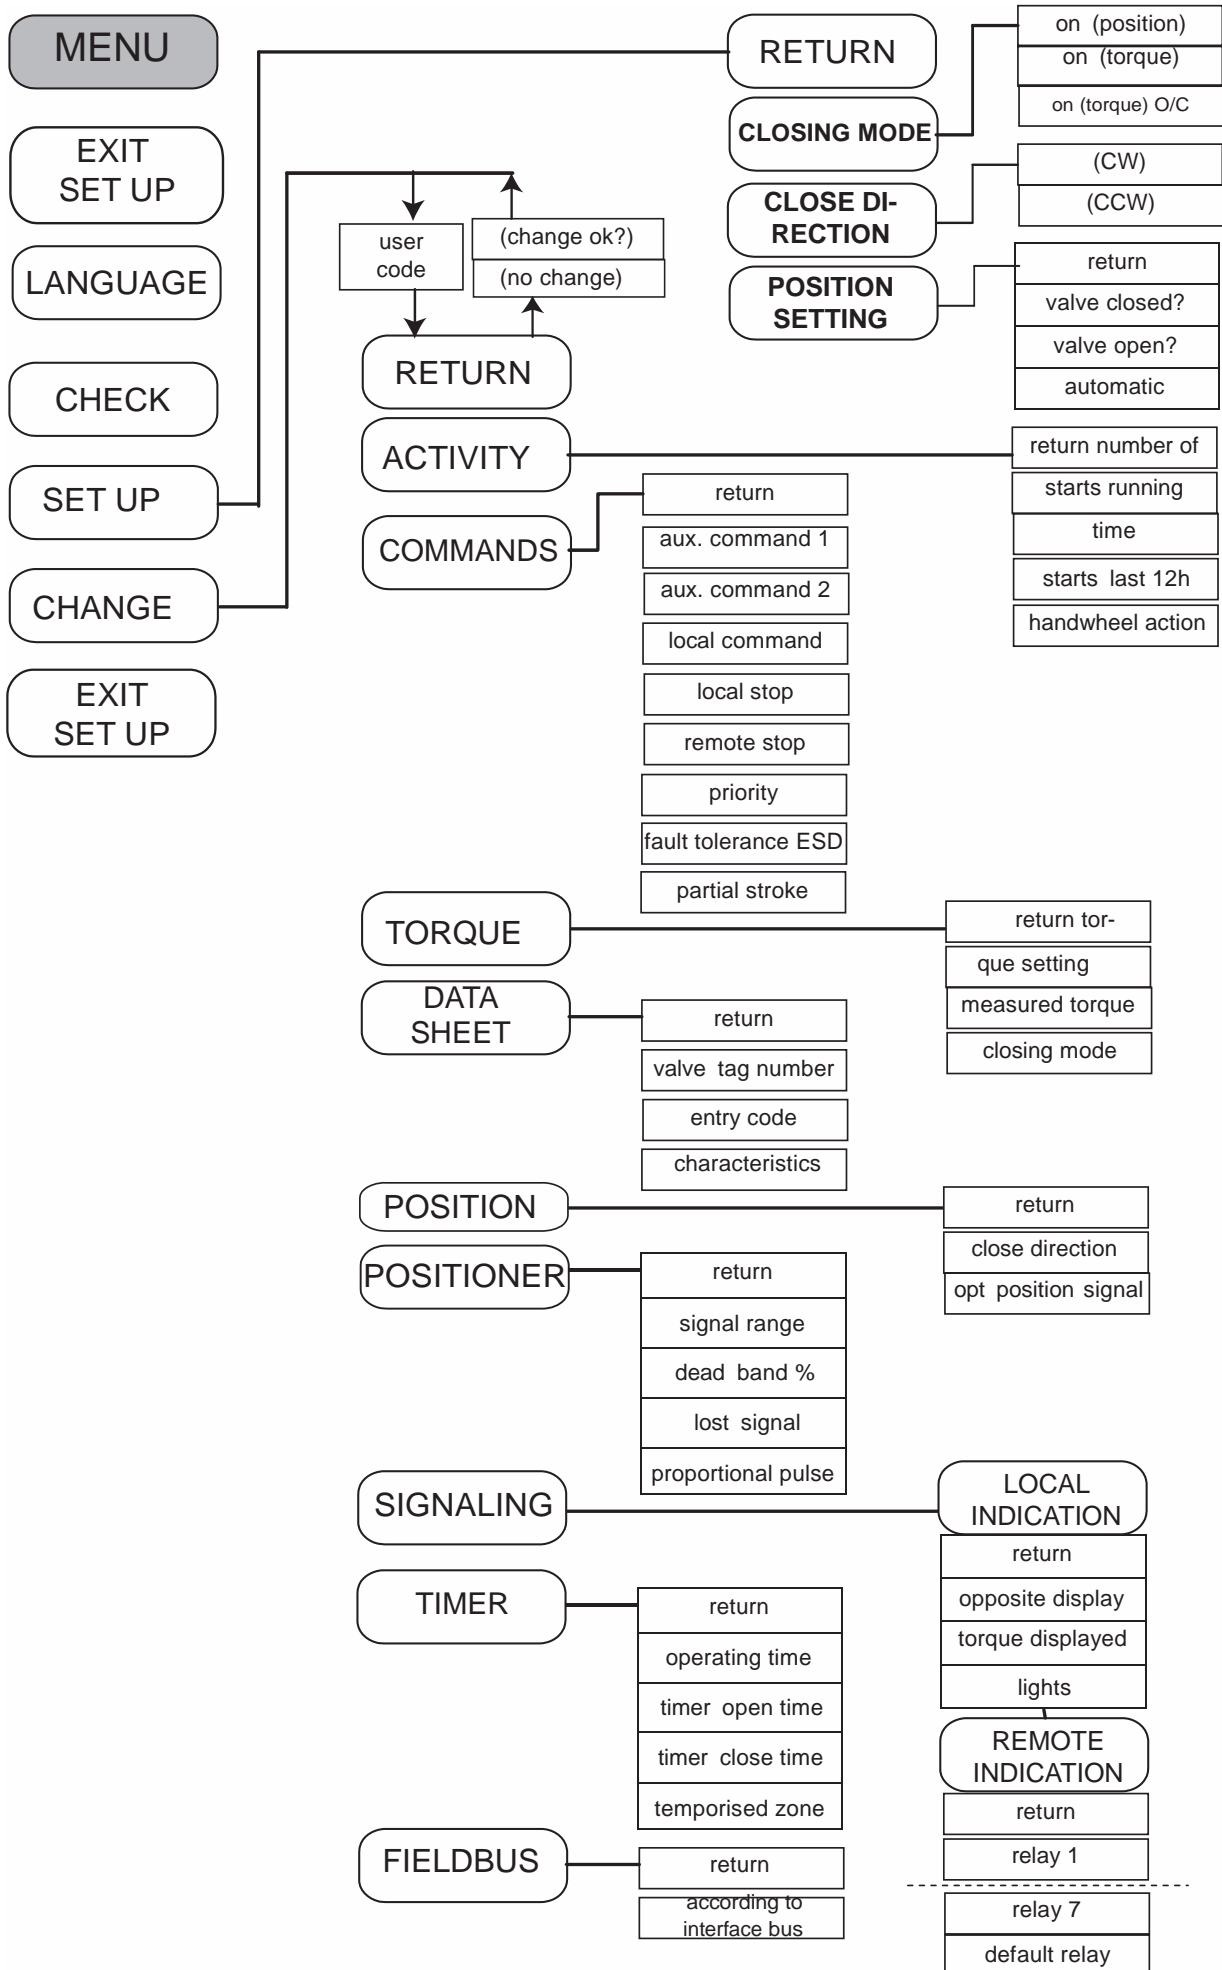 MENU
EXIT
SET UP
LANGUAGE
CHECK
SET UP
CHANGE
EXIT
SET UP
RETURN
CLOSING MODE
on (position)
on (torque)
on (torque) O/C
CLOSE DI-
RECTION
(CW)
(CCW)
POSITION
SETTING
return
valve closed?
valve open?
automatic
user
code
(change ok?)
(no change)
RETURN
ACTIVITY
return number of
starts running
time
starts last 12h
handwheel action
COMMANDS
return
aux. command 1
aux. command 2
local command
local stop
remote stop
priority
fault tolerance ESD
partial stroke
TORQUE
return tor-
que setting
measured torque
closing mode
DATA
SHEET
return
valve tag number
entry code
characteristics
POSITION
return
close direction
opt position signal
POSITIONER
return
signal range
dead band %
lost signal
proportional pulse
SIGNALING
LOCAL
INDICATION
return
opposite display
torque displayed
lights
REMOTE
INDICATION
return
relay 1
relay 7
default relay
TIMER
return
operating time
timer open time
timer close time
temporised zone
FIELDBUS
return
according to
interface bus